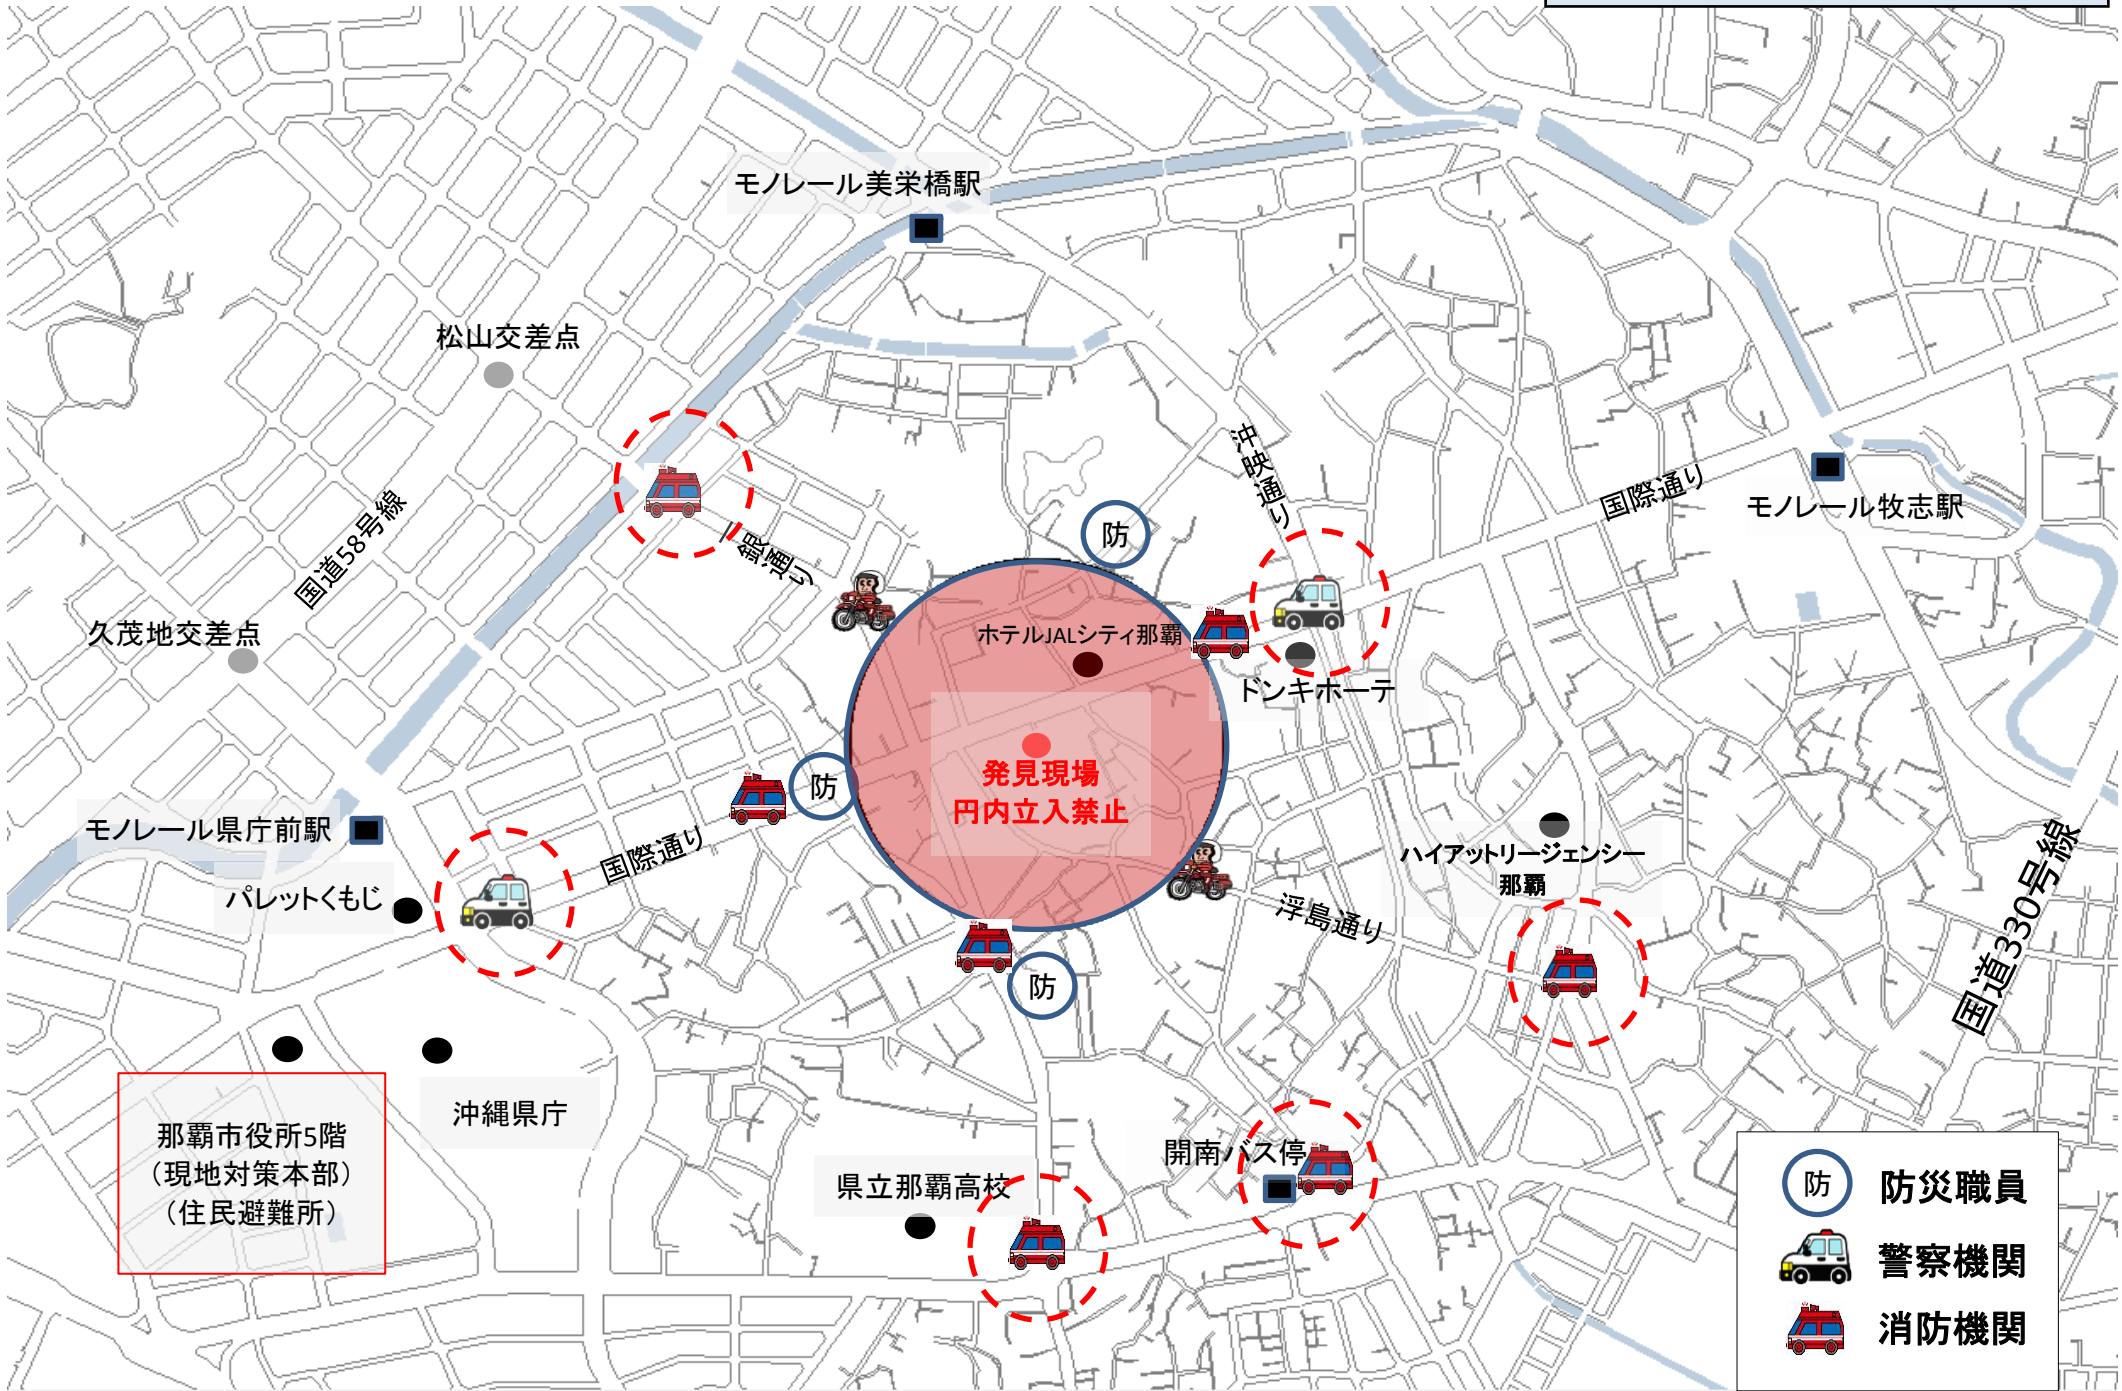 モノレール美栄橋駅
松山交差点
沖映通り
国道58号線
一銀通り
防
国際通り
モノレール牧志駅
久茂地交差点
ホテルJALシティ那覇
ドンキホーテ
発見現場
円内立入禁止
防
モノレール県庁前駅
国際通り
パレットくもじ
ハイアットリージェンシー
那覇
浮島通り
国道330号線
防
那覇市役所5階
（現地対策本部）
（住民避難所）
沖縄県庁
県立那覇高校
開南バス停
防 防災職員
警察機関
消防機関